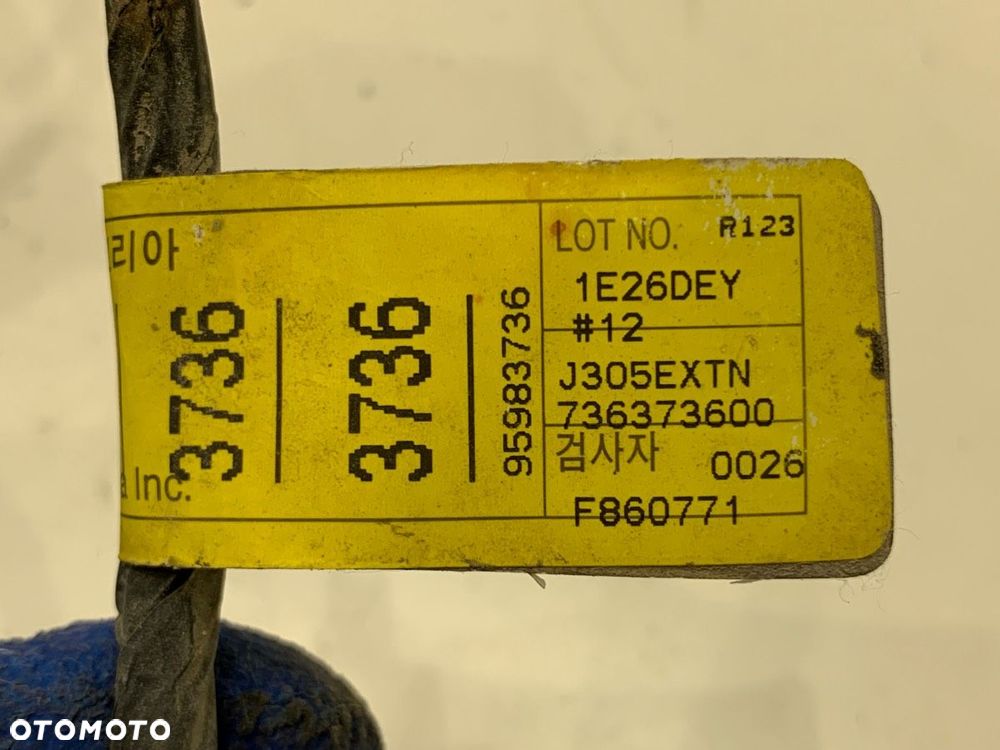 리아
3736
3736
95983736
a Inc.
LOT NO. R123
1E26DEY
#12
J305EXTN
736373600
검사자 0026
F860771
OTOMOTO